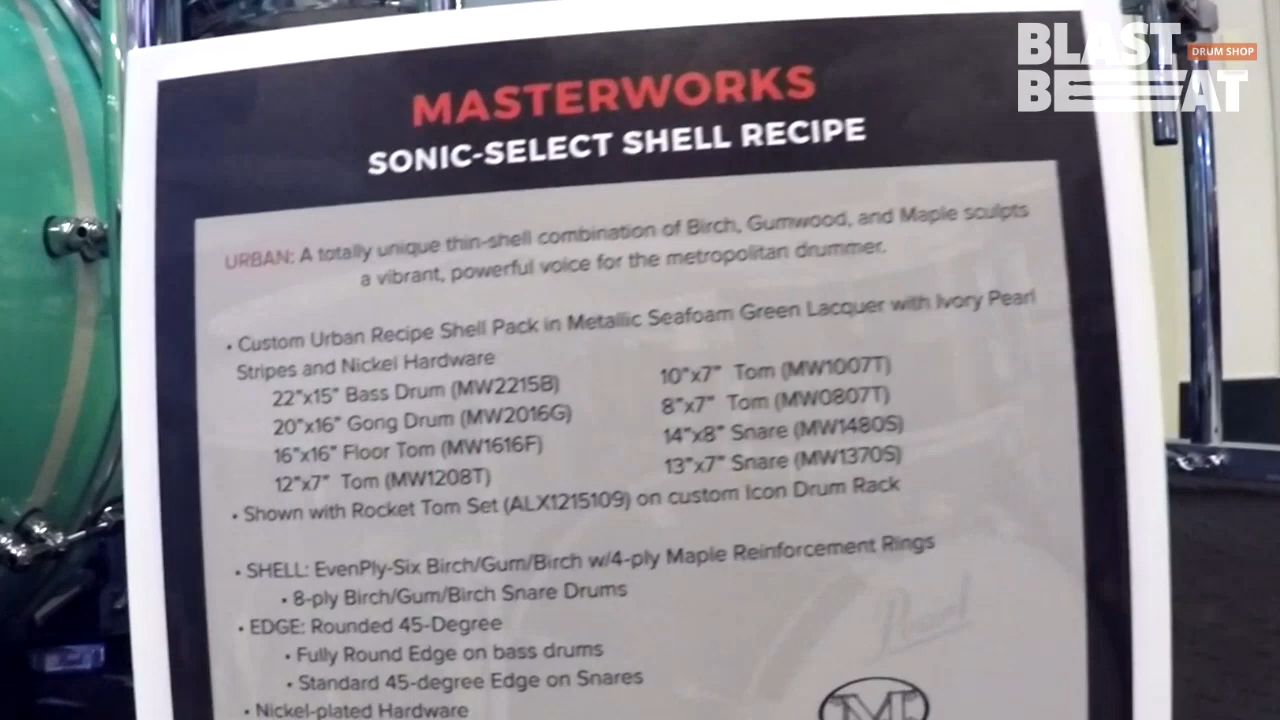 BLAST
DRUM SHOP
BEAT
MASTERWORKS
SONIC-SELECT SHELL RECIPE
URBAN: A totally unique thin-shell combination of Birch, Gumwood, and Maple sculpts
a vibrant, powerful voice for the metropolitan drummer.
• Custom Urban Recipe Shell Pack in Metallic Seafoam Green Lacquer with Ivory Pearl
Stripes and Nickel Hardware
22"x15" Bass Drum (MW2215B)
20"x16" Gong Drum (MW2016G)
16"x16" Floor Tom (MW1616F)
12"x7" Tom (MW1208T)
10"x7" Tom (MW1007T)
8"x7" Tom (MW0807T)
14"x8" Snare (MW1480S)
13"x7" Snare (MW1370S)
• Shown with Rocket Tom Set (ALX1215109) on custom Icon Drum Rack
• SHELL: EvenPly-Six Birch/Gum/Birch w/4-ply Maple Reinforcement Rings
• 8-ply Birch/Gum/Birch Snare Drums
• EDGE: Rounded 45-Degree
• Fully Round Edge on bass drums
• Standard 45-degree Edge on Snares
• Nickel-plated Hardware
Pearl